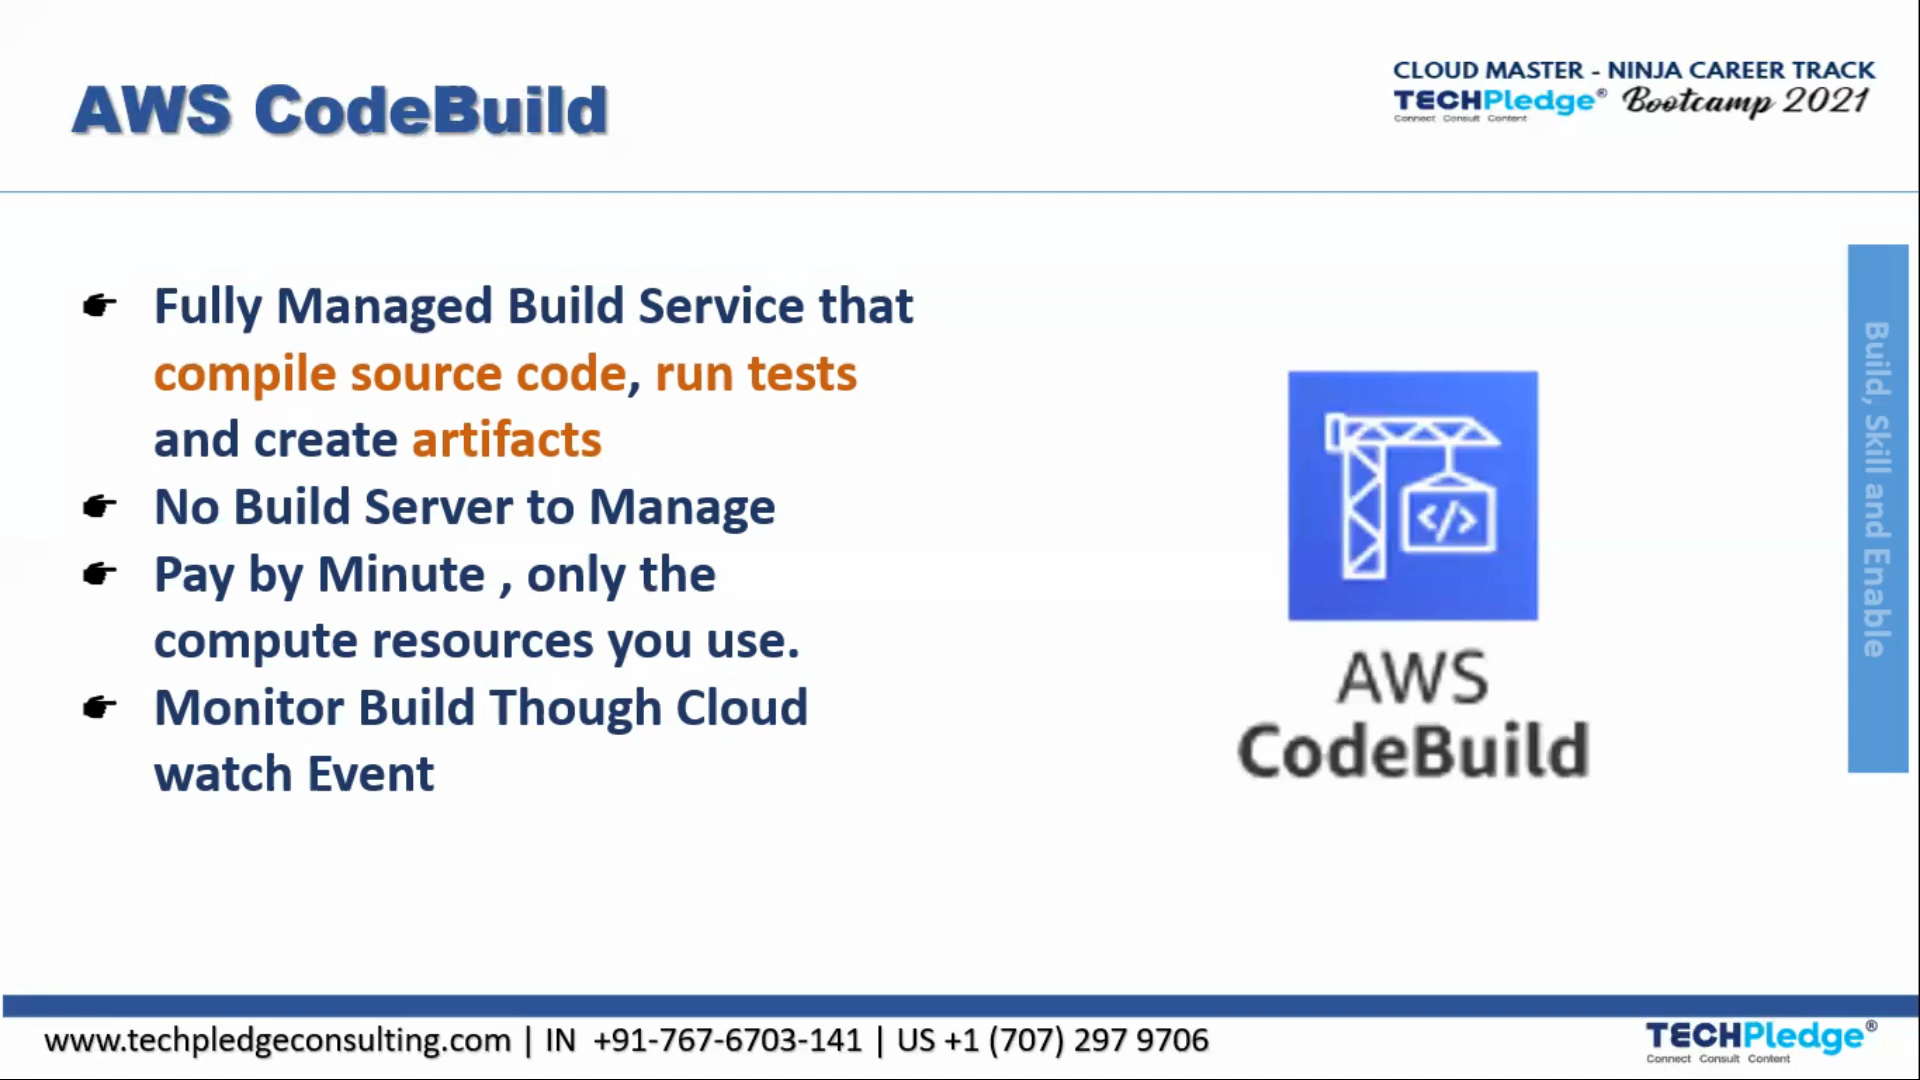 AWS CodeBuild
CLOUD MASTER - NINJA CAREER TRACK
TECHPledge® Bootcamp 2021
Connect Consult Content
Fully Managed Build Service that
compile source code, run tests
and create artifacts
No Build Server to Manage
Pay by Minute , only the
compute resources you use.
Monitor Build Though Cloud
watch Event
</>
AWS
CodeBuild
Build, Skill and Enable
www.techpledgeconsulting.com | IN +91-767-6703-141 | US +1 (707) 297 9706
TECHPledge®
Connect Consult Content